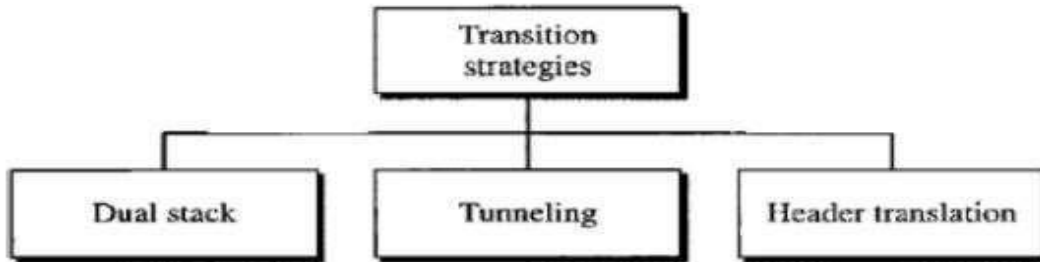 Transition
strategies
Dual stack
Tunneling
Header translation